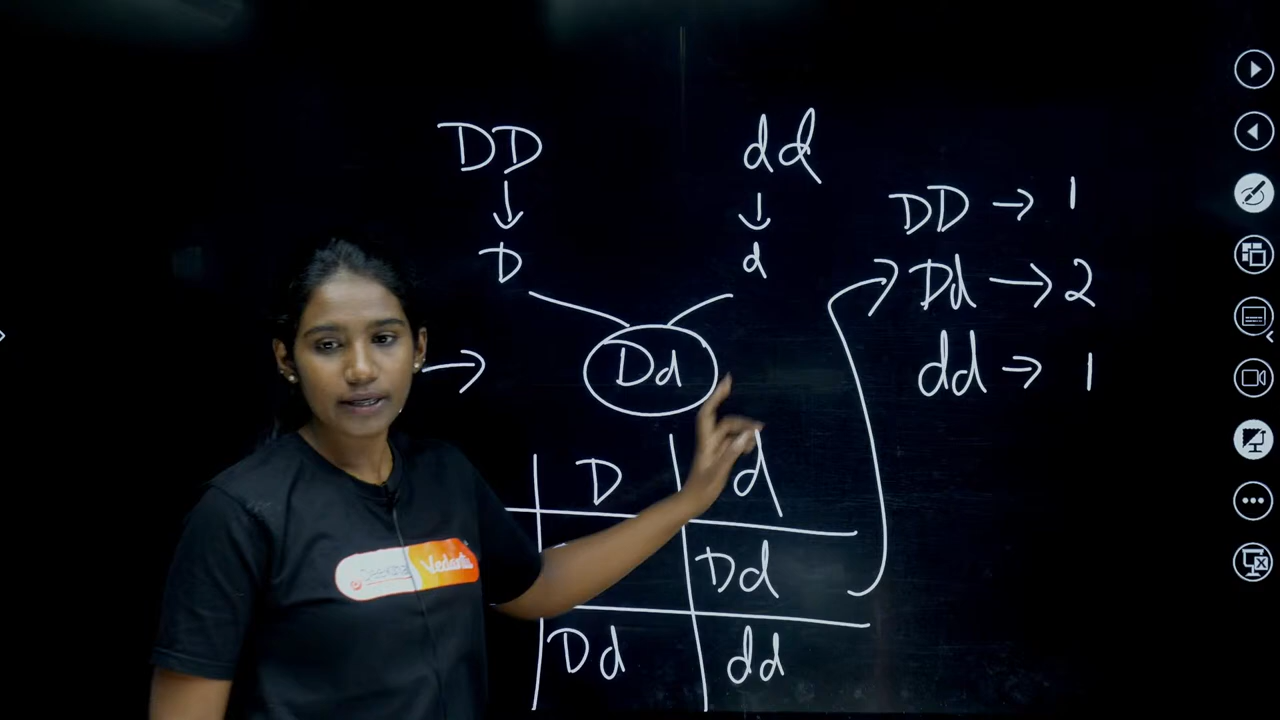 DD dd
D d
Dd
DD → 1
Dd → 2
dd → 1
D d
Dd
Dd dd
Vedantu